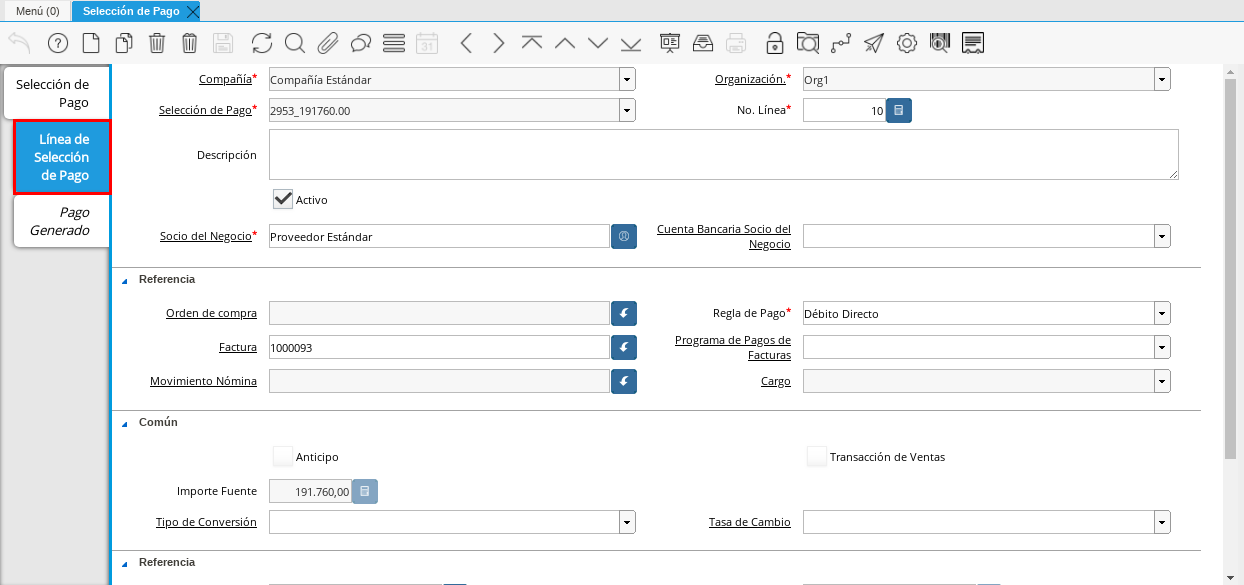 Menú (0)
Selección de Pago
31
Selección de
Pago
Línea de
Selección
de Pago
Pago
Generado
Compañía*
Compañía Estándar
Organización.*
Org1
Selección de Pago*
2953_191760.00
No. Línea*
10
Descripción
Activo
Socio del Negocio*
Proveedor Estándar
Cuenta Bancaria Socio del
Negocio
Referencia
Orden de compra
Regla de Pago*
Débito Directo
Factura
1000093
Programa de Pagos de
Facturas
Movimiento Nómina
Cargo
Común
Anticipo
Transacción de Ventas
Importe Fuente
191.760,00
Tipo de Conversión
Tasa de Cambio
Referencia